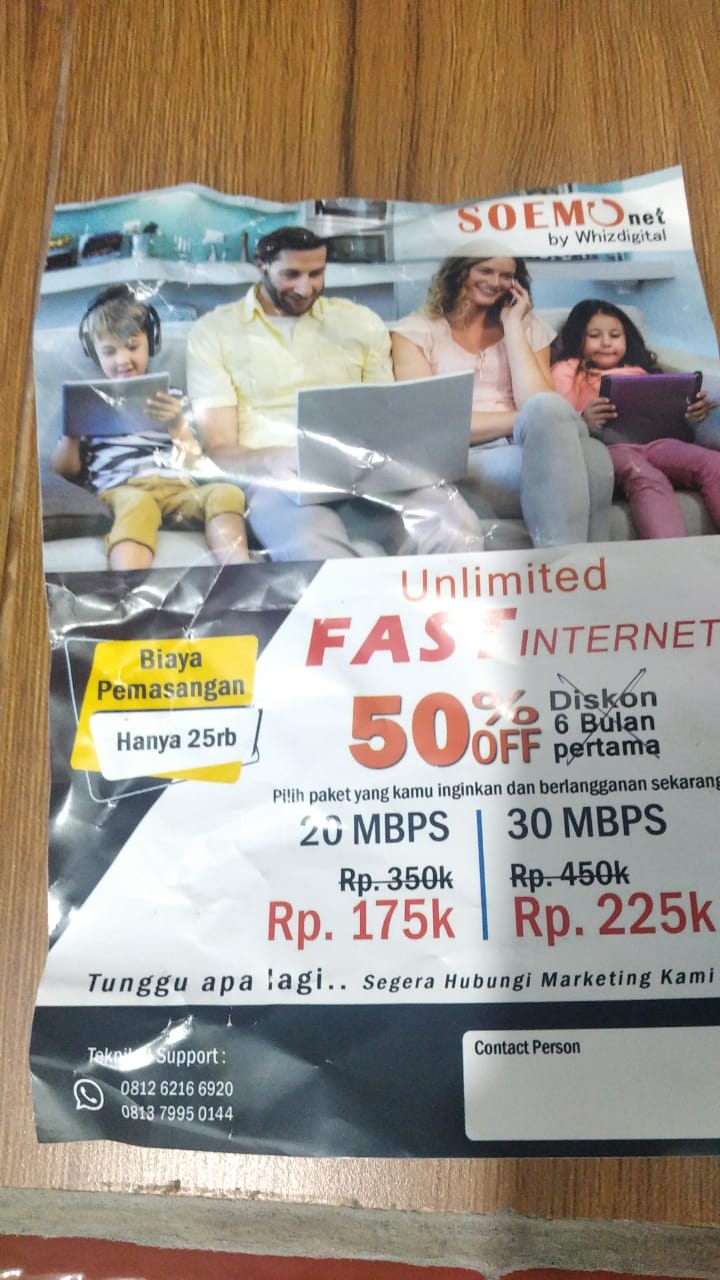 SOEMO net
by Whizdigital
Unlimited
FAST INTERNET
Biaya
Pemasangan
Hanya 25rb
50% OFF
Diskon
6 Bulan
pertama
Pilih paket yang kamu inginkan dan berlangganan sekarang
20 MBPS
Rp. 350k
Rp. 175k
30 MBPS
Rp. 450k
Rp. 225k
Tunggu apa lagi.. Segera Hubungi Marketing Kami
Support :
0812 6216 6920
0813 7995 0144
Contact Person